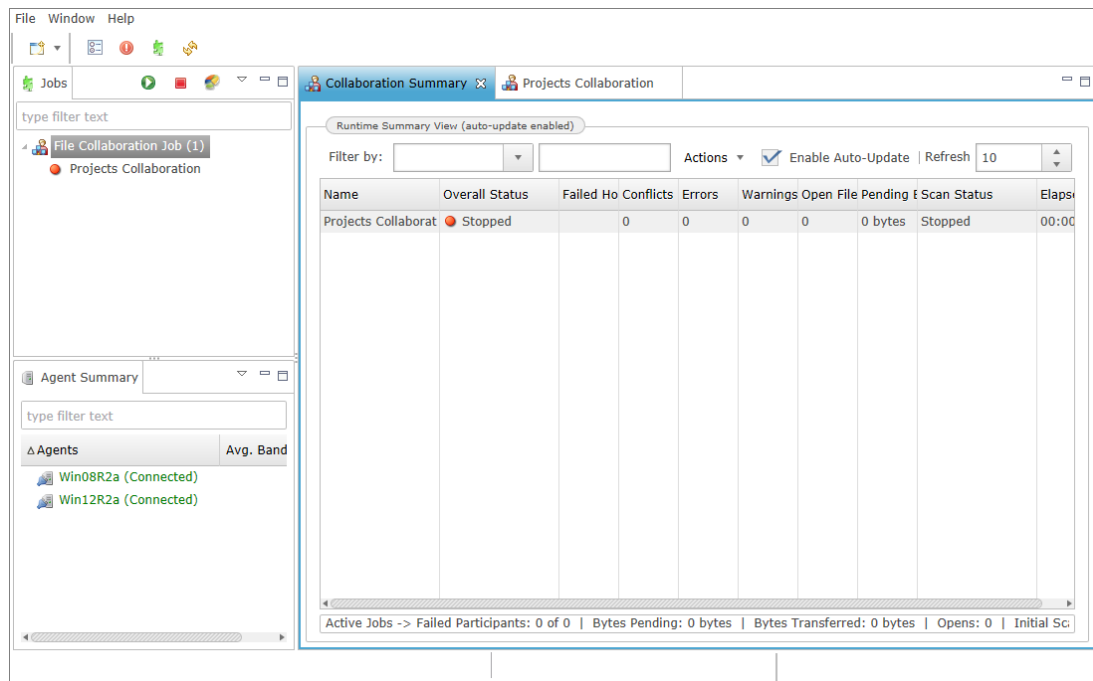 File Window Help
Jobs
type filter text
File Collaboration Job (1)
Projects Collaboration
Agent Summary
type filter text
Agents Avg. Band
Win08R2a (Connected)
Win12R2a (Connected)
Collaboration Summary Projects Collaboration
Runtime Summary View (auto-update enabled)
Filter by: Actions Enable Auto-Update | Refresh 10
Name Overall Status Failed Ho Conflicts Errors Warnings Open File Pending E Scan Status Elapse
Projects Collaborat Stopped 0 0 0 0 0 bytes Stopped 00:00
Active Jobs -> Failed Participants: 0 of 0 | Bytes Pending: 0 bytes | Bytes Transferred: 0 bytes | Opens: 0 | Initial Sc